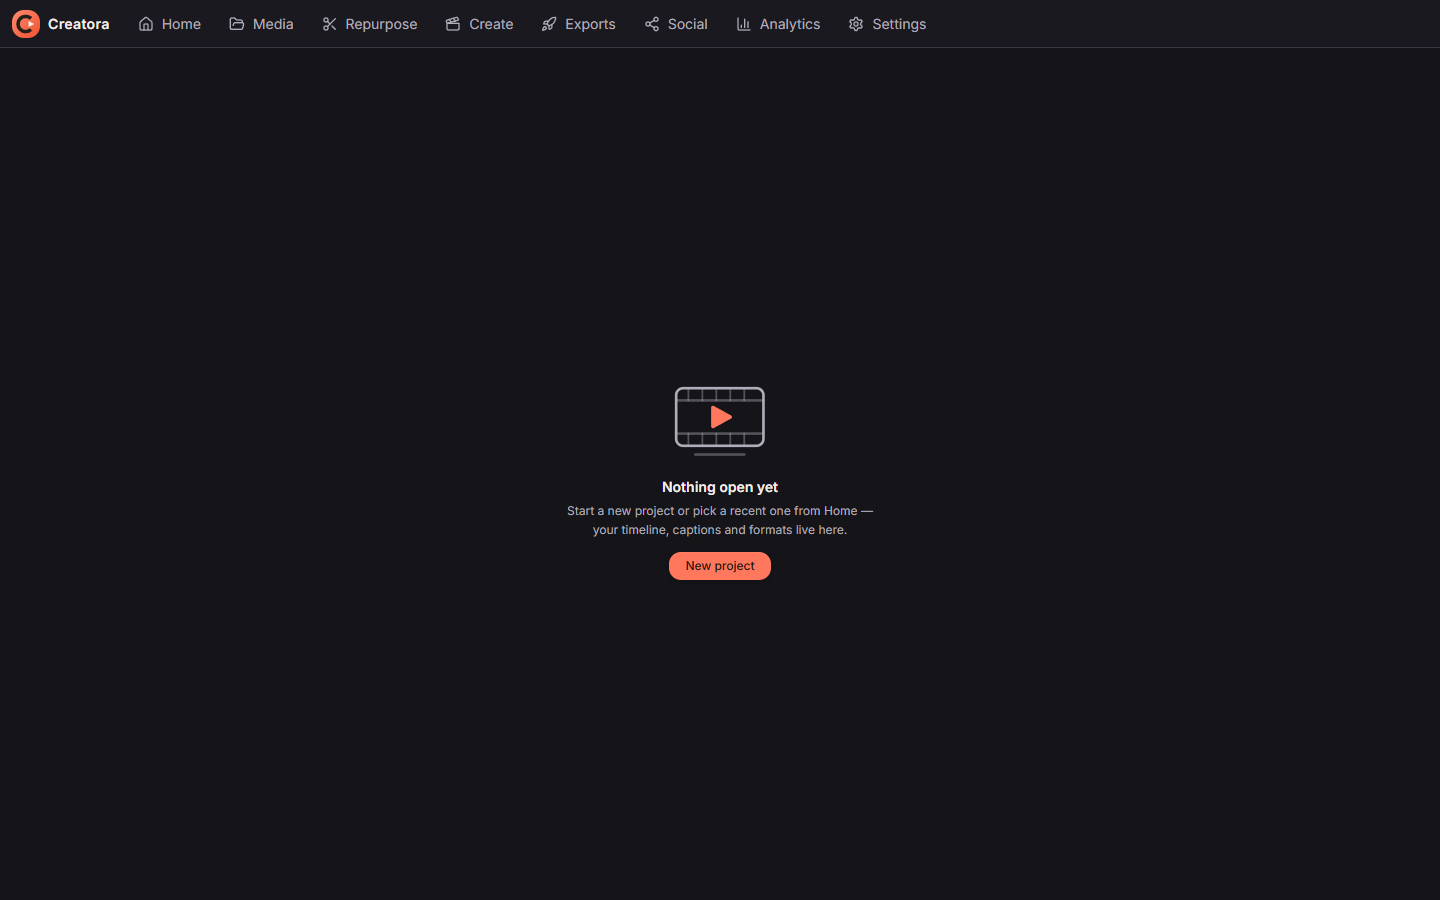 Creatora
Home
Media
Repurpose
Create
Exports
Social
Analytics
Settings
Nothing open yet
Start a new project or pick a recent one from Home —
your timeline, captions and formats live here.
New project